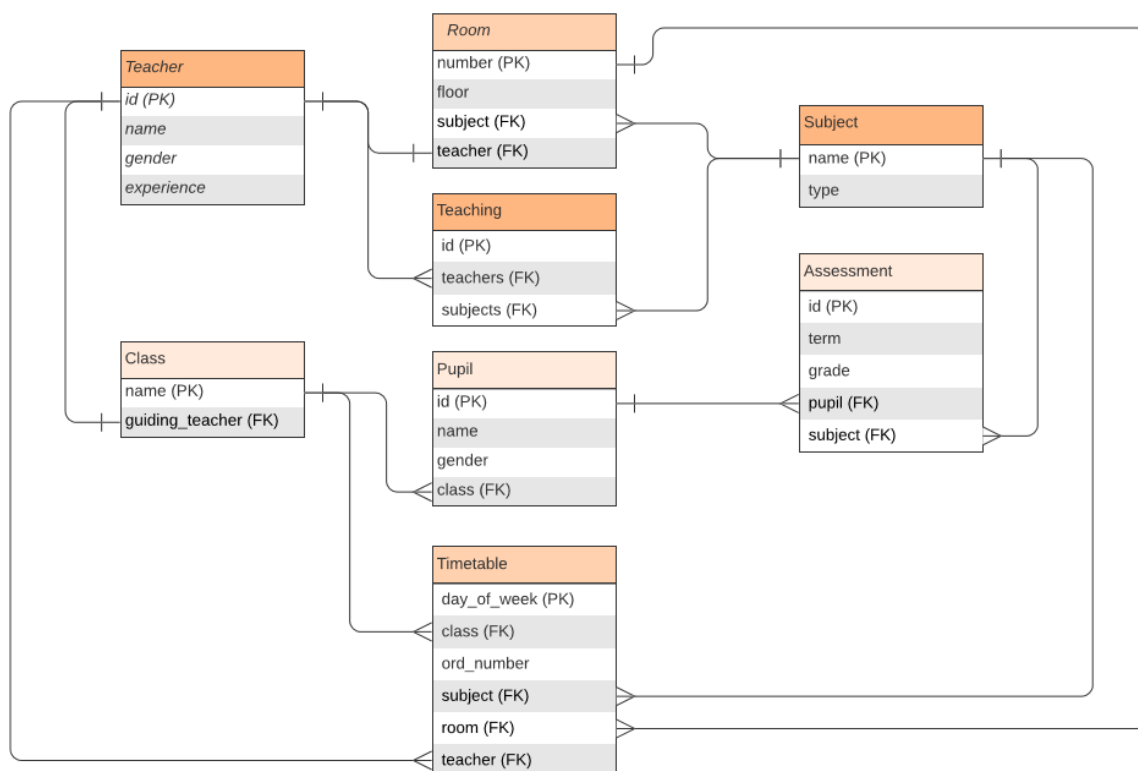 Teacher
id (PK)
name
gender
experience
Room
number (PK)
floor
subject (FK)
teacher (FK)
Teaching
id (PK)
teachers (FK)
subjects (FK)
Subject
name (PK)
type
Assessment
id (PK)
term
grade
pupil (FK)
subject (FK)
Class
name (PK)
guiding_teacher (FK)
Pupil
id (PK)
name
gender
class (FK)
Timetable
day_of_week (PK)
class (FK)
ord_number
subject (FK)
room (FK)
teacher (FK)